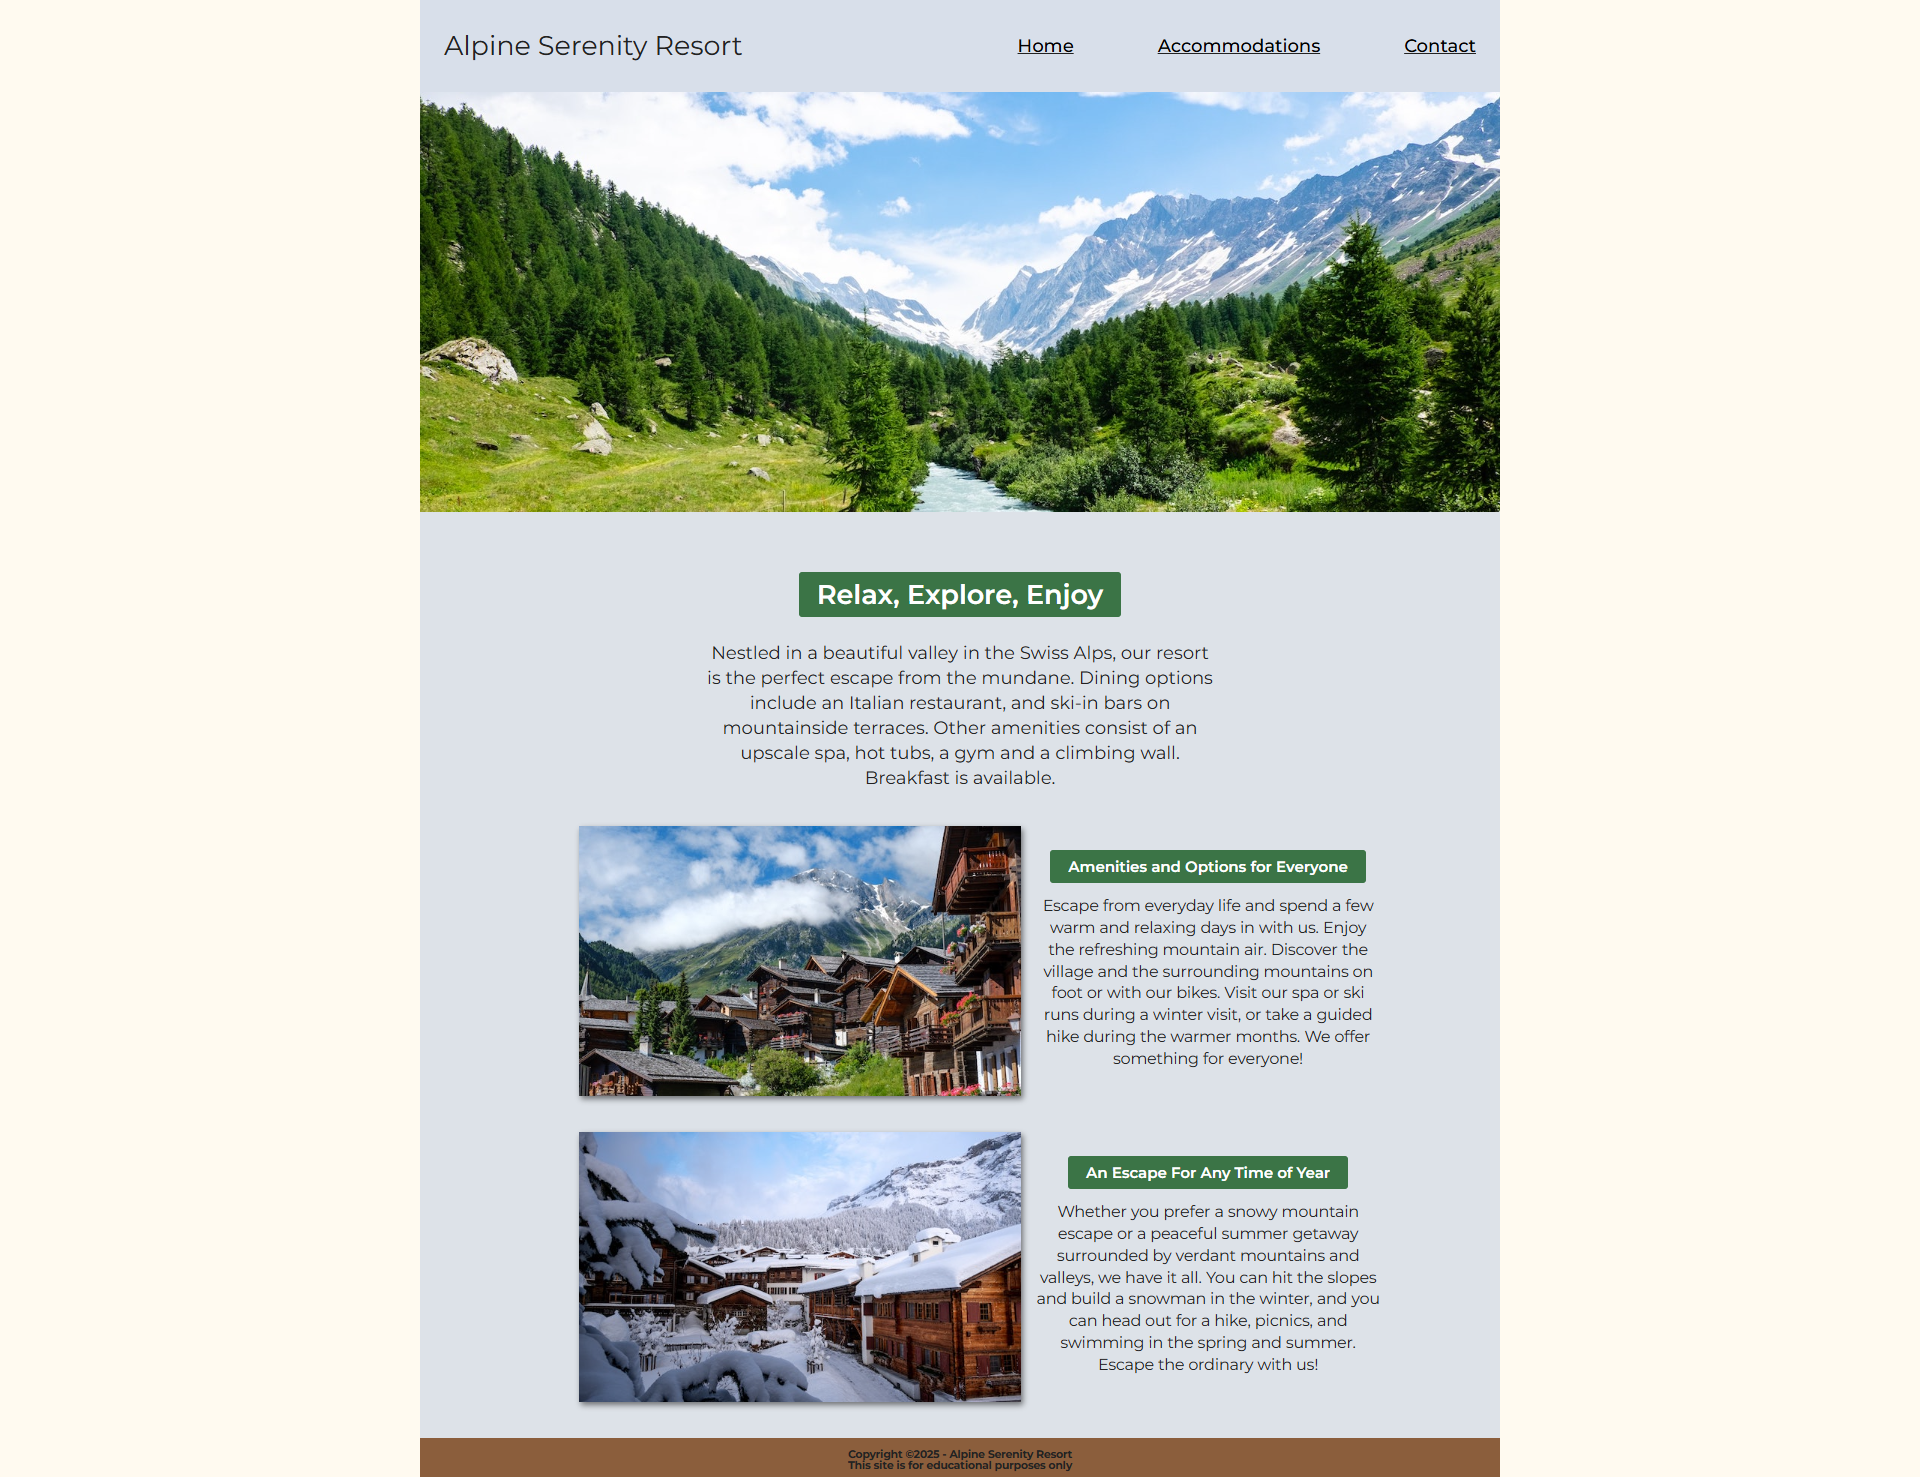 Alpine Serenity Resort
Home Accommodations Contact
Relax, Explore, Enjoy
Nestled in a beautiful valley in the Swiss Alps, our resort
is the perfect escape from the mundane. Dining options
include an Italian restaurant, and ski-in bars on
mountainside terraces. Other amenities consist of an
upscale spa, hot tubs, a gym and a climbing wall.
Breakfast is available.
Amenities and Options for Everyone
Escape from everyday life and spend a few
warm and relaxing days in with us. Enjoy
the refreshing mountain air. Discover the
village and the surrounding mountains on
foot or with our bikes. Visit our spa or ski
runs during a winter visit, or take a guided
hike during the warmer months. We offer
something for everyone!
An Escape For Any Time of Year
Whether you prefer a snowy mountain
escape or a peaceful summer getaway
surrounded by verdant mountains and
valleys, we have it all. You can hit the slopes
and build a snowman in the winter, and you
can head out for a hike, picnics, and
swimming in the spring and summer.
Escape the ordinary with us!
Copyright ©2025 - Alpine Serenity Resort
This site is for educational purposes only